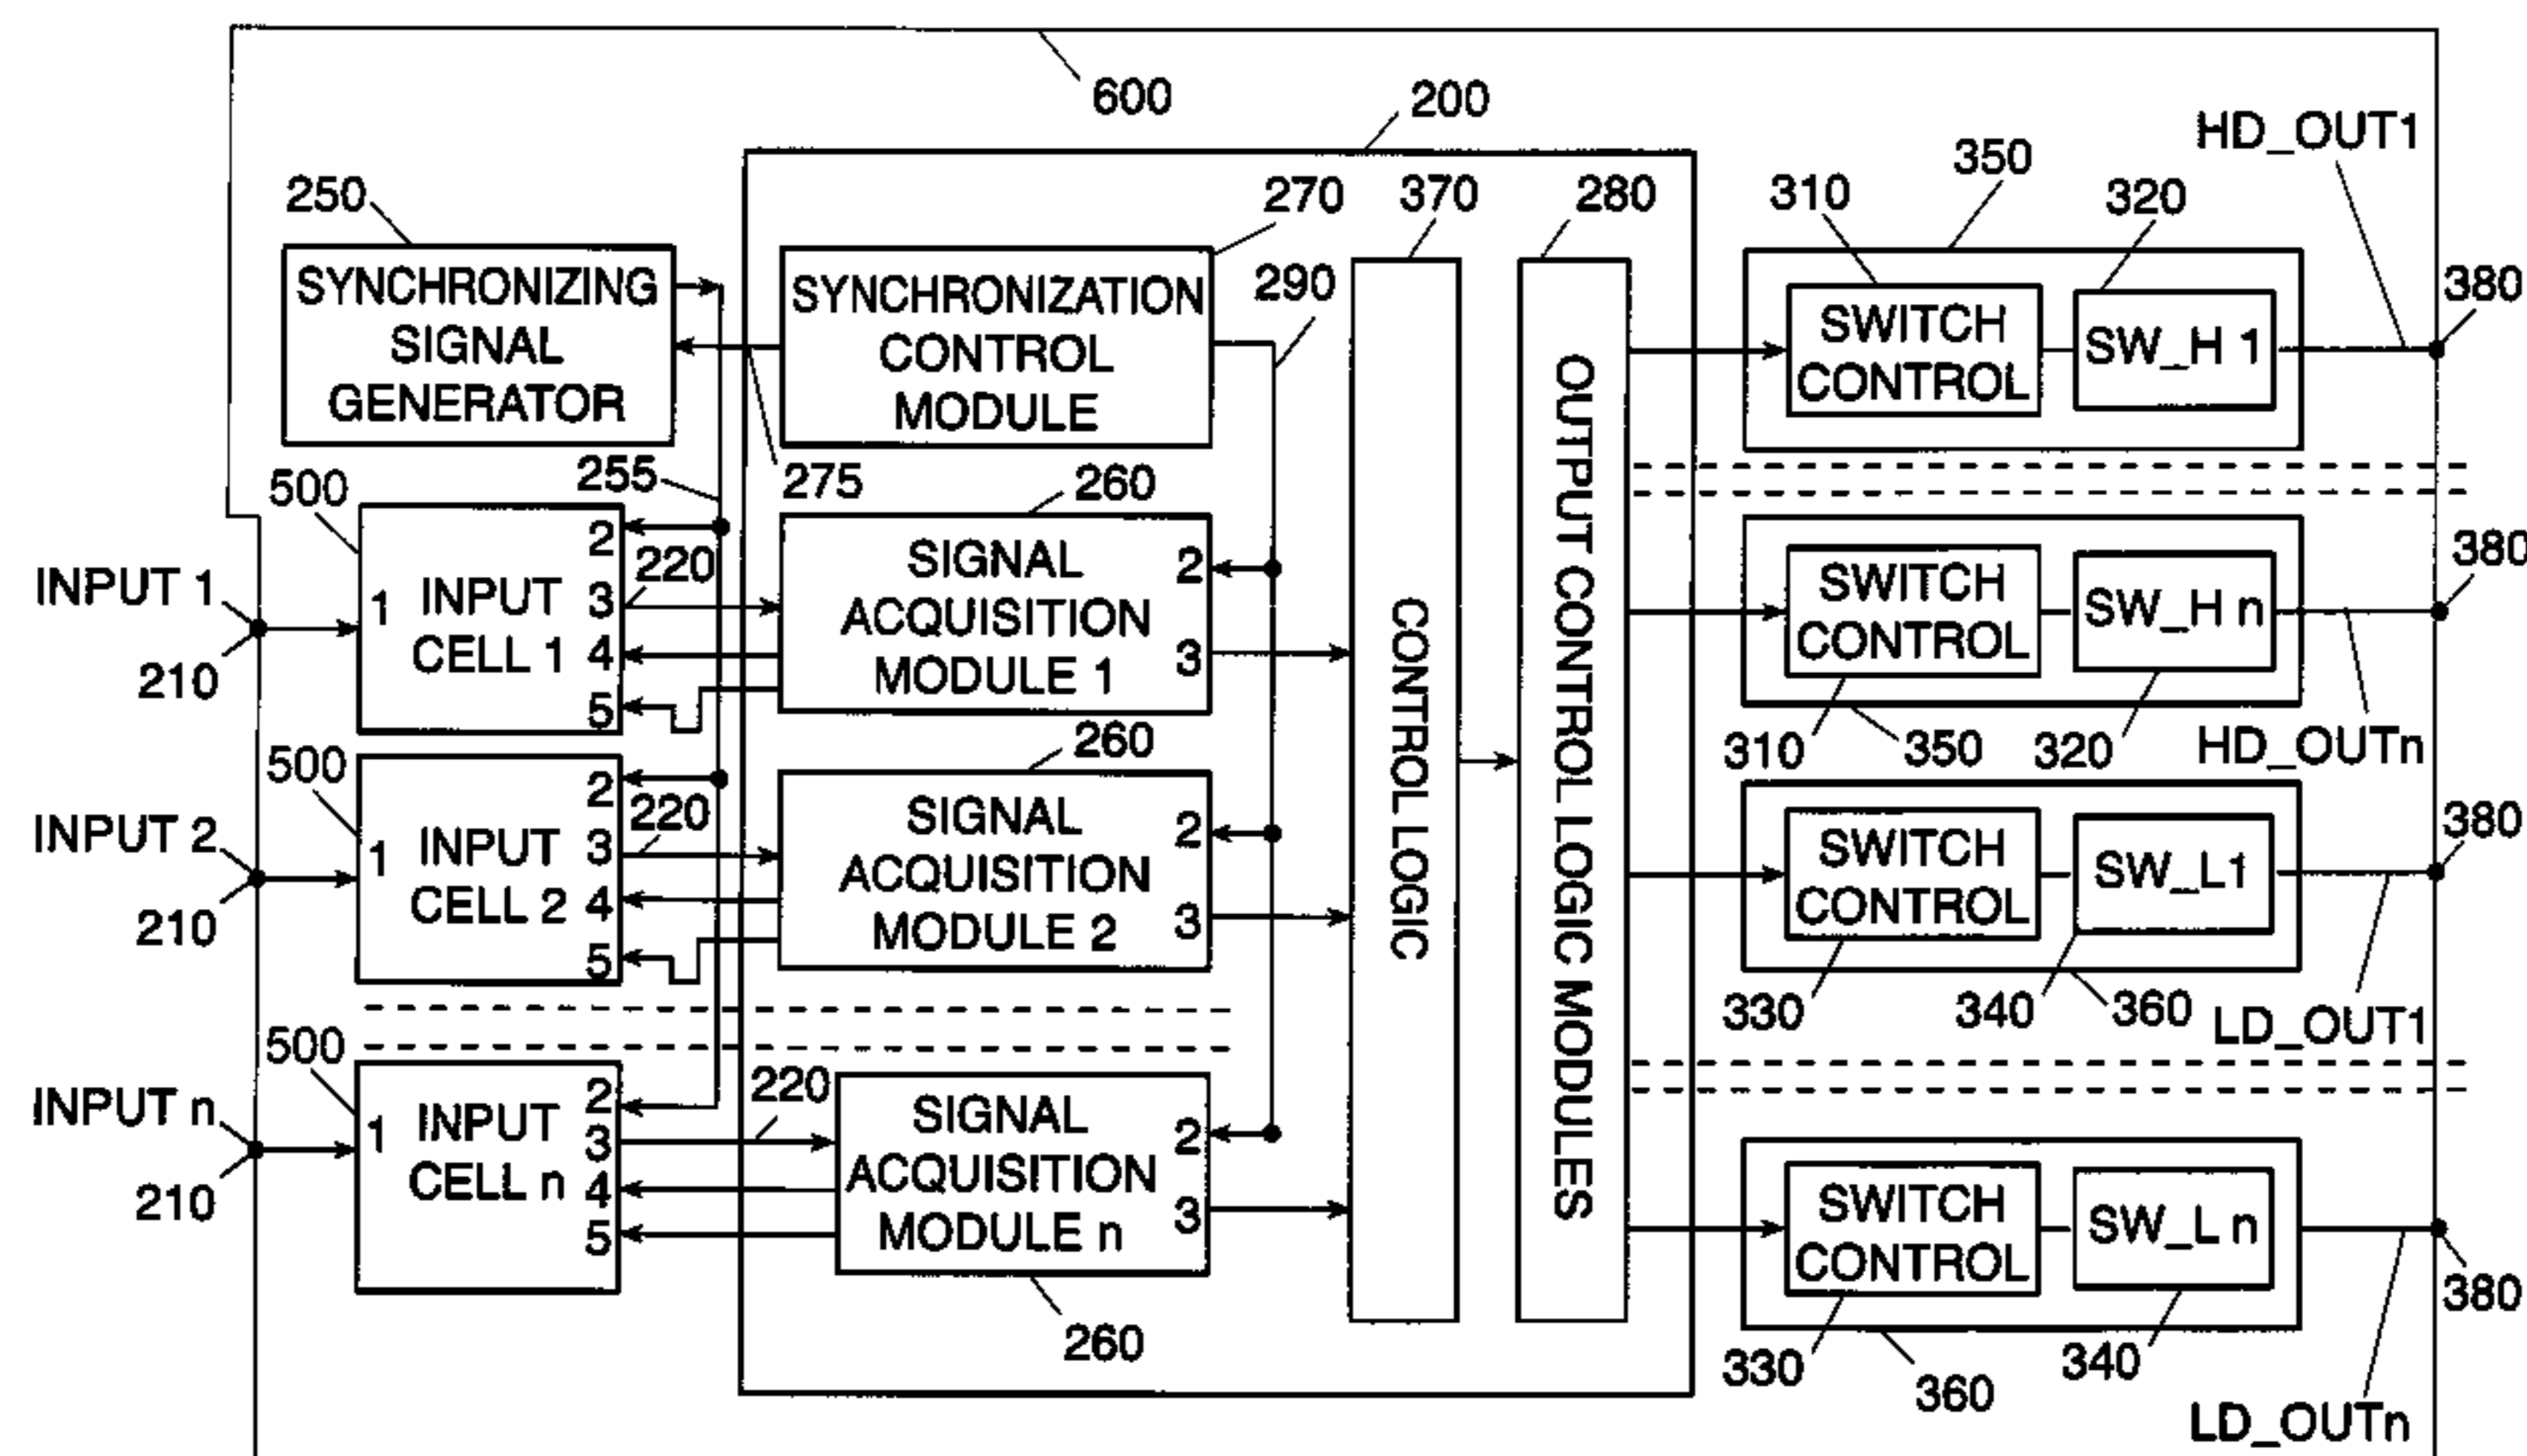 600
200
HD_OUT1
250
270
370
280
310
350
320
SYNCHRONIZING
SIGNAL
GENERATOR
SYNCHRONIZATION
CONTROL
MODULE
290
SWITCH
CONTROL
SW_H 1
380
255
275
500
260
INPUT 1
210
1
INPUT
CELL 1
2
3
4
5
220
SIGNAL
ACQUISITION
MODULE 1
2
3
CONTROL LOGIC
OUTPUT CONTROL LOGIC MODULES
SWITCH
CONTROL
SW_H n
380
310
350
320
HD_OUTn
500
260
INPUT 2
210
1
INPUT
CELL 2
2
3
4
5
220
SIGNAL
ACQUISITION
MODULE 2
2
3
SWITCH
CONTROL
SW_L1
380
330
340
360
LD_OUT1
500
INPUT n
210
1
INPUT
CELL n
2
3
4
5
220
SIGNAL
ACQUISITION
MODULE n
2
3
260
SWITCH
CONTROL
SW_L n
380
330
360
340
LD_OUTn